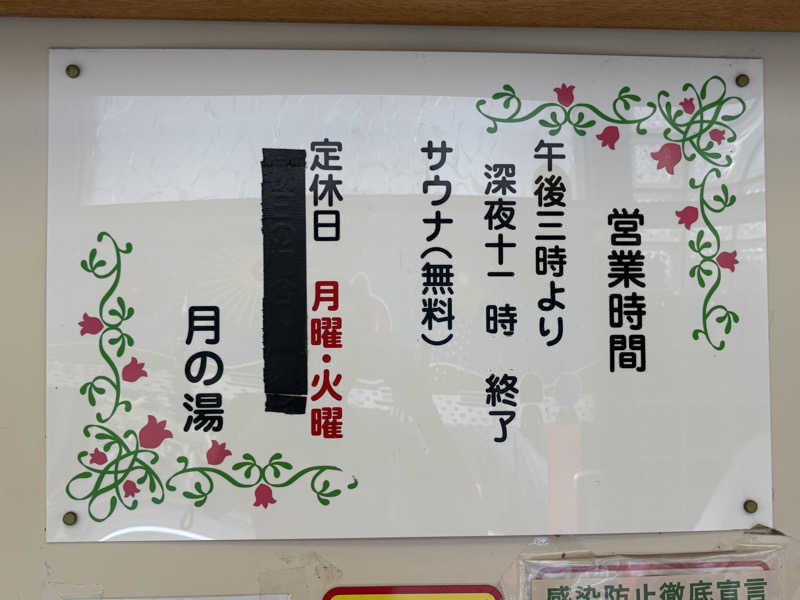 営業時間
午後三時より
深夜十一時 終了
サウナ(無料)
定休日 月曜・火曜
月の湯
感染防止徹底宣言